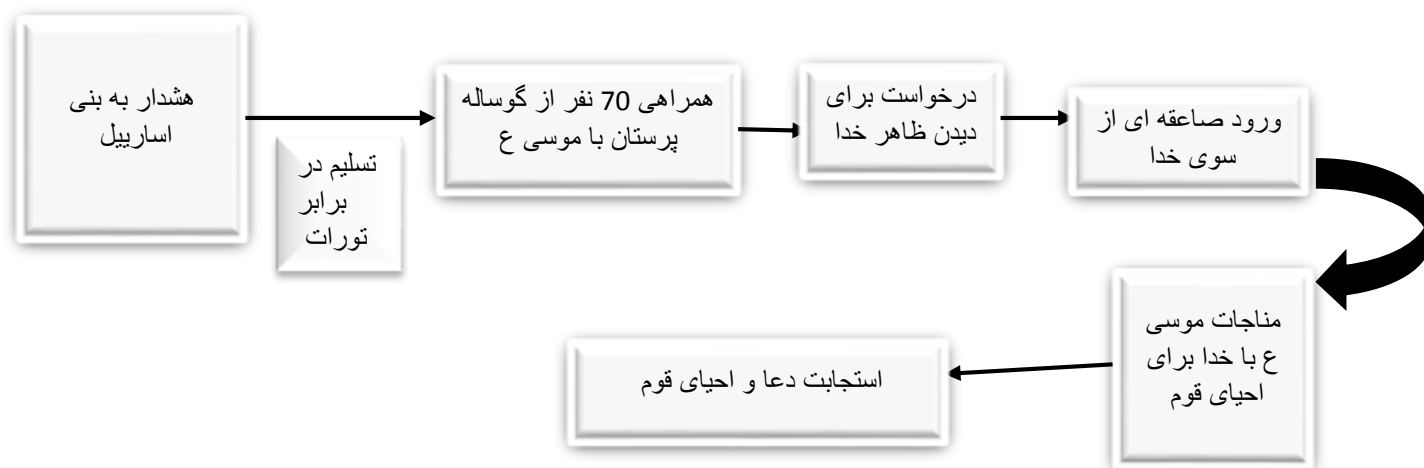 هشدار به بنی
اسارییل
تسلیم در
برابر
تورات
همراهی 70 نفر از گوساله
پرستان با موسی ع
درخواست برای
دیدن ظاهر خدا
ورود صاعقه ای از
سوی خدا
مناجات موسی
ع با خدا برای
احیای قوم
استجابت دعا و احیای قوم